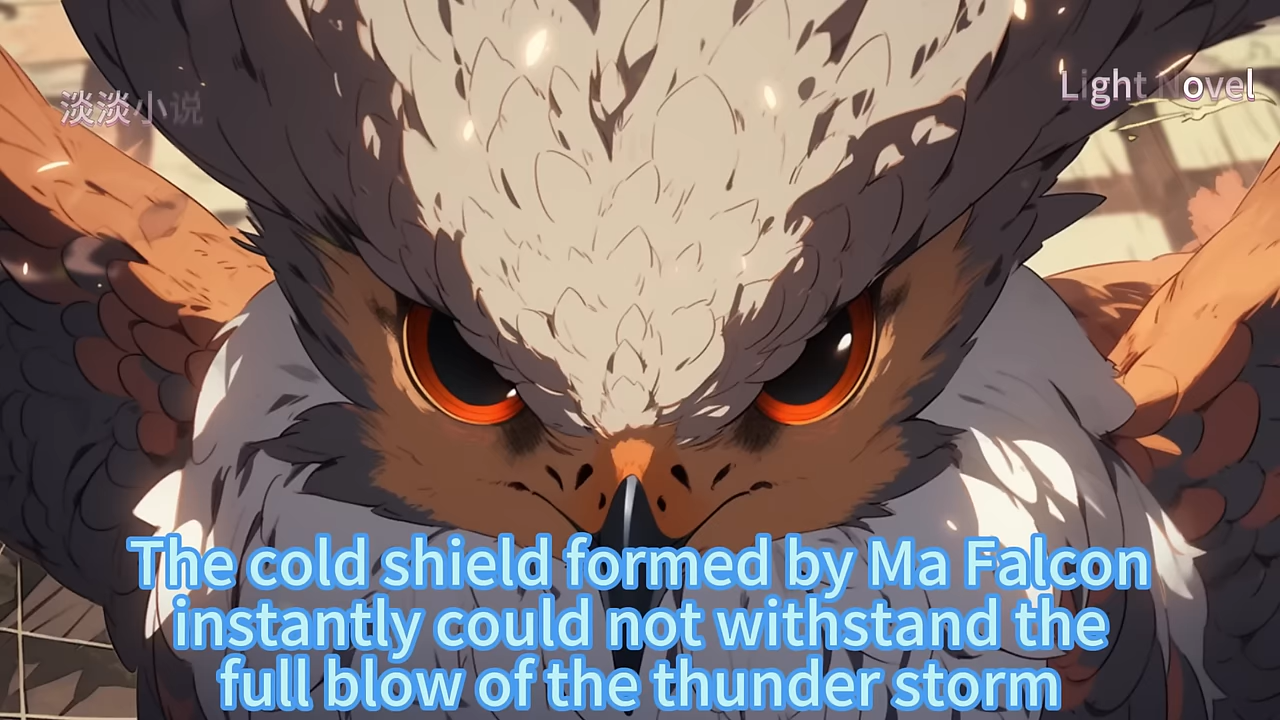 淡淡小说
Light Novel
The cold shield formed by Ma Falcon
instantly could not withstand the
full blow of the thunder storm